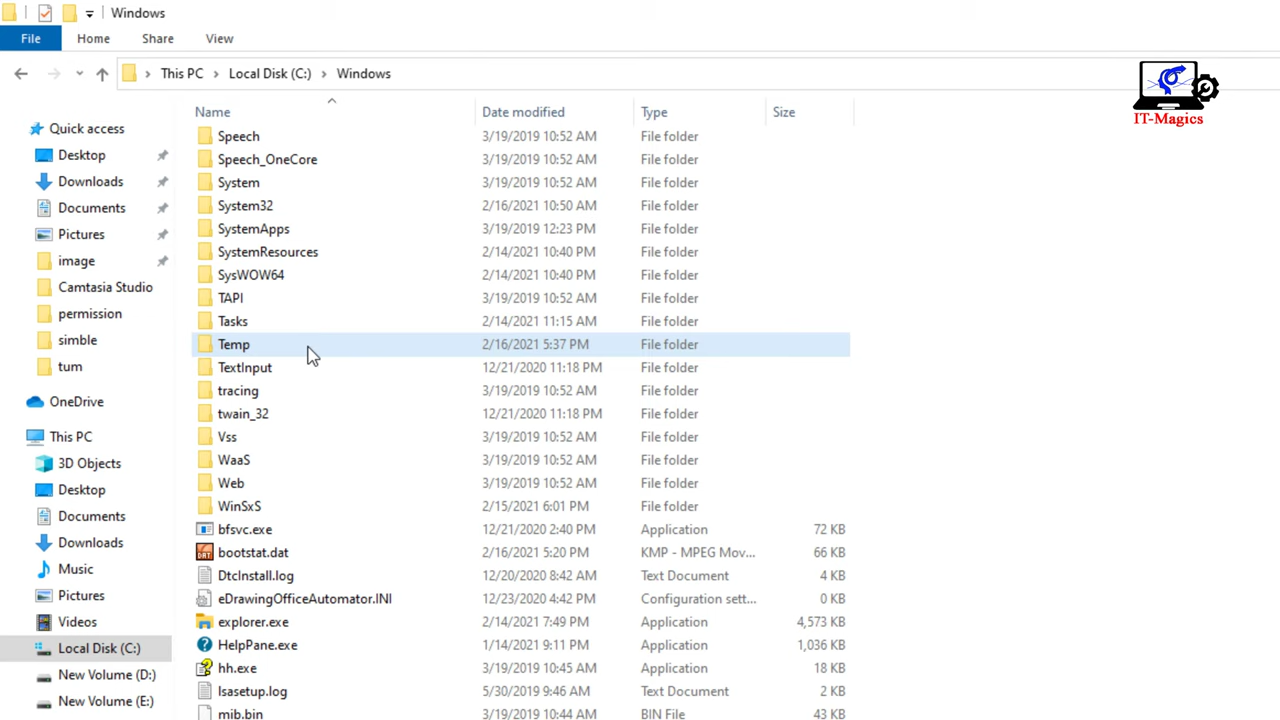 Windows
File Home Share View
This PC Local Disk (C:) Windows
IT-Magics
Name Date modified Type Size
Quick access
Desktop
Downloads
Documents
Pictures
image
Camtasia Studio
permission
simble
tum
OneDrive
This PC
3D Objects
Desktop
Documents
Downloads
Music
Pictures
Videos
Local Disk (C:)
New Volume (D:)
New Volume (E:)
Speech 3/19/2019 10:52 AM File folder
Speech_OneCore 3/19/2019 10:52 AM File folder
System 3/19/2019 10:52 AM File folder
System32 2/16/2021 10:50 AM File folder
SystemApps 3/19/2019 12:23 PM File folder
SystemResources 2/14/2021 10:40 PM File folder
SysWOW64 2/14/2021 10:40 PM File folder
TAPI 3/19/2019 10:52 AM File folder
Tasks 2/14/2021 11:15 AM File folder
Temp 2/16/2021 5:37 PM File folder
TextInput 12/21/2020 11:18 PM File folder
tracing 3/19/2019 10:52 AM File folder
twain_32 12/21/2020 11:18 PM File folder
Vss 3/19/2019 10:52 AM File folder
WaaS 3/19/2019 10:52 AM File folder
Web 3/19/2019 10:52 AM File folder
WinSxS 2/15/2021 6:01 PM File folder
bfsvc.exe 12/21/2020 2:40 PM Application 72 KB
bootstat.dat 2/16/2021 5:20 PM KMP - MPEG Mov... 66 KB
DtcInstall.log 12/20/2020 8:42 AM Text Document 4 KB
eDrawingOfficeAutomator.INI 12/23/2020 4:42 PM Configuration sett... 0 KB
explorer.exe 2/14/2021 7:49 PM Application 4,573 KB
HelpPane.exe 1/14/2021 9:11 PM Application 1,036 KB
hh.exe 3/19/2019 10:45 AM Application 18 KB
lsasetup.log 5/30/2019 9:46 AM Text Document 2 KB
mib.bin 3/19/2019 10:44 AM BIN File 43 KB